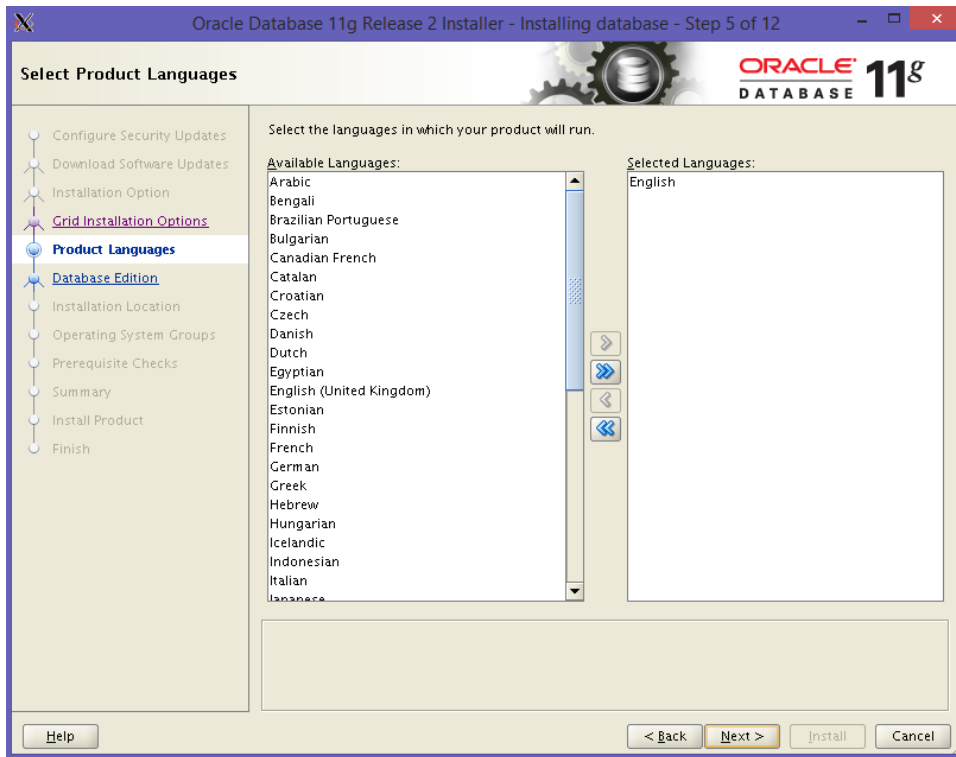 Oracle Database 11g Release 2 Installer - Installing database - Step 5 of 12
Select Product Languages
ORACLE
DATABASE
11g
Configure Security Updates
Download Software Updates
Installation Option
Grid Installation Options
Product Languages
Database Edition
Installation Location
Operating System Groups
Prerequisite Checks
Summary
Install Product
Finish
Select the languages in which your product will run.
Available Languages:
Arabic
Bengali
Brazilian Portuguese
Bulgarian
Canadian French
Catalan
Croatian
Czech
Danish
Dutch
Egyptian
English (United Kingdom)
Estonian
Finnish
French
German
Greek
Hebrew
Hungarian
Icelandic
Indonesian
Italian
Japanese
Selected Languages:
English
Help
< Back
Next >
Install
Cancel